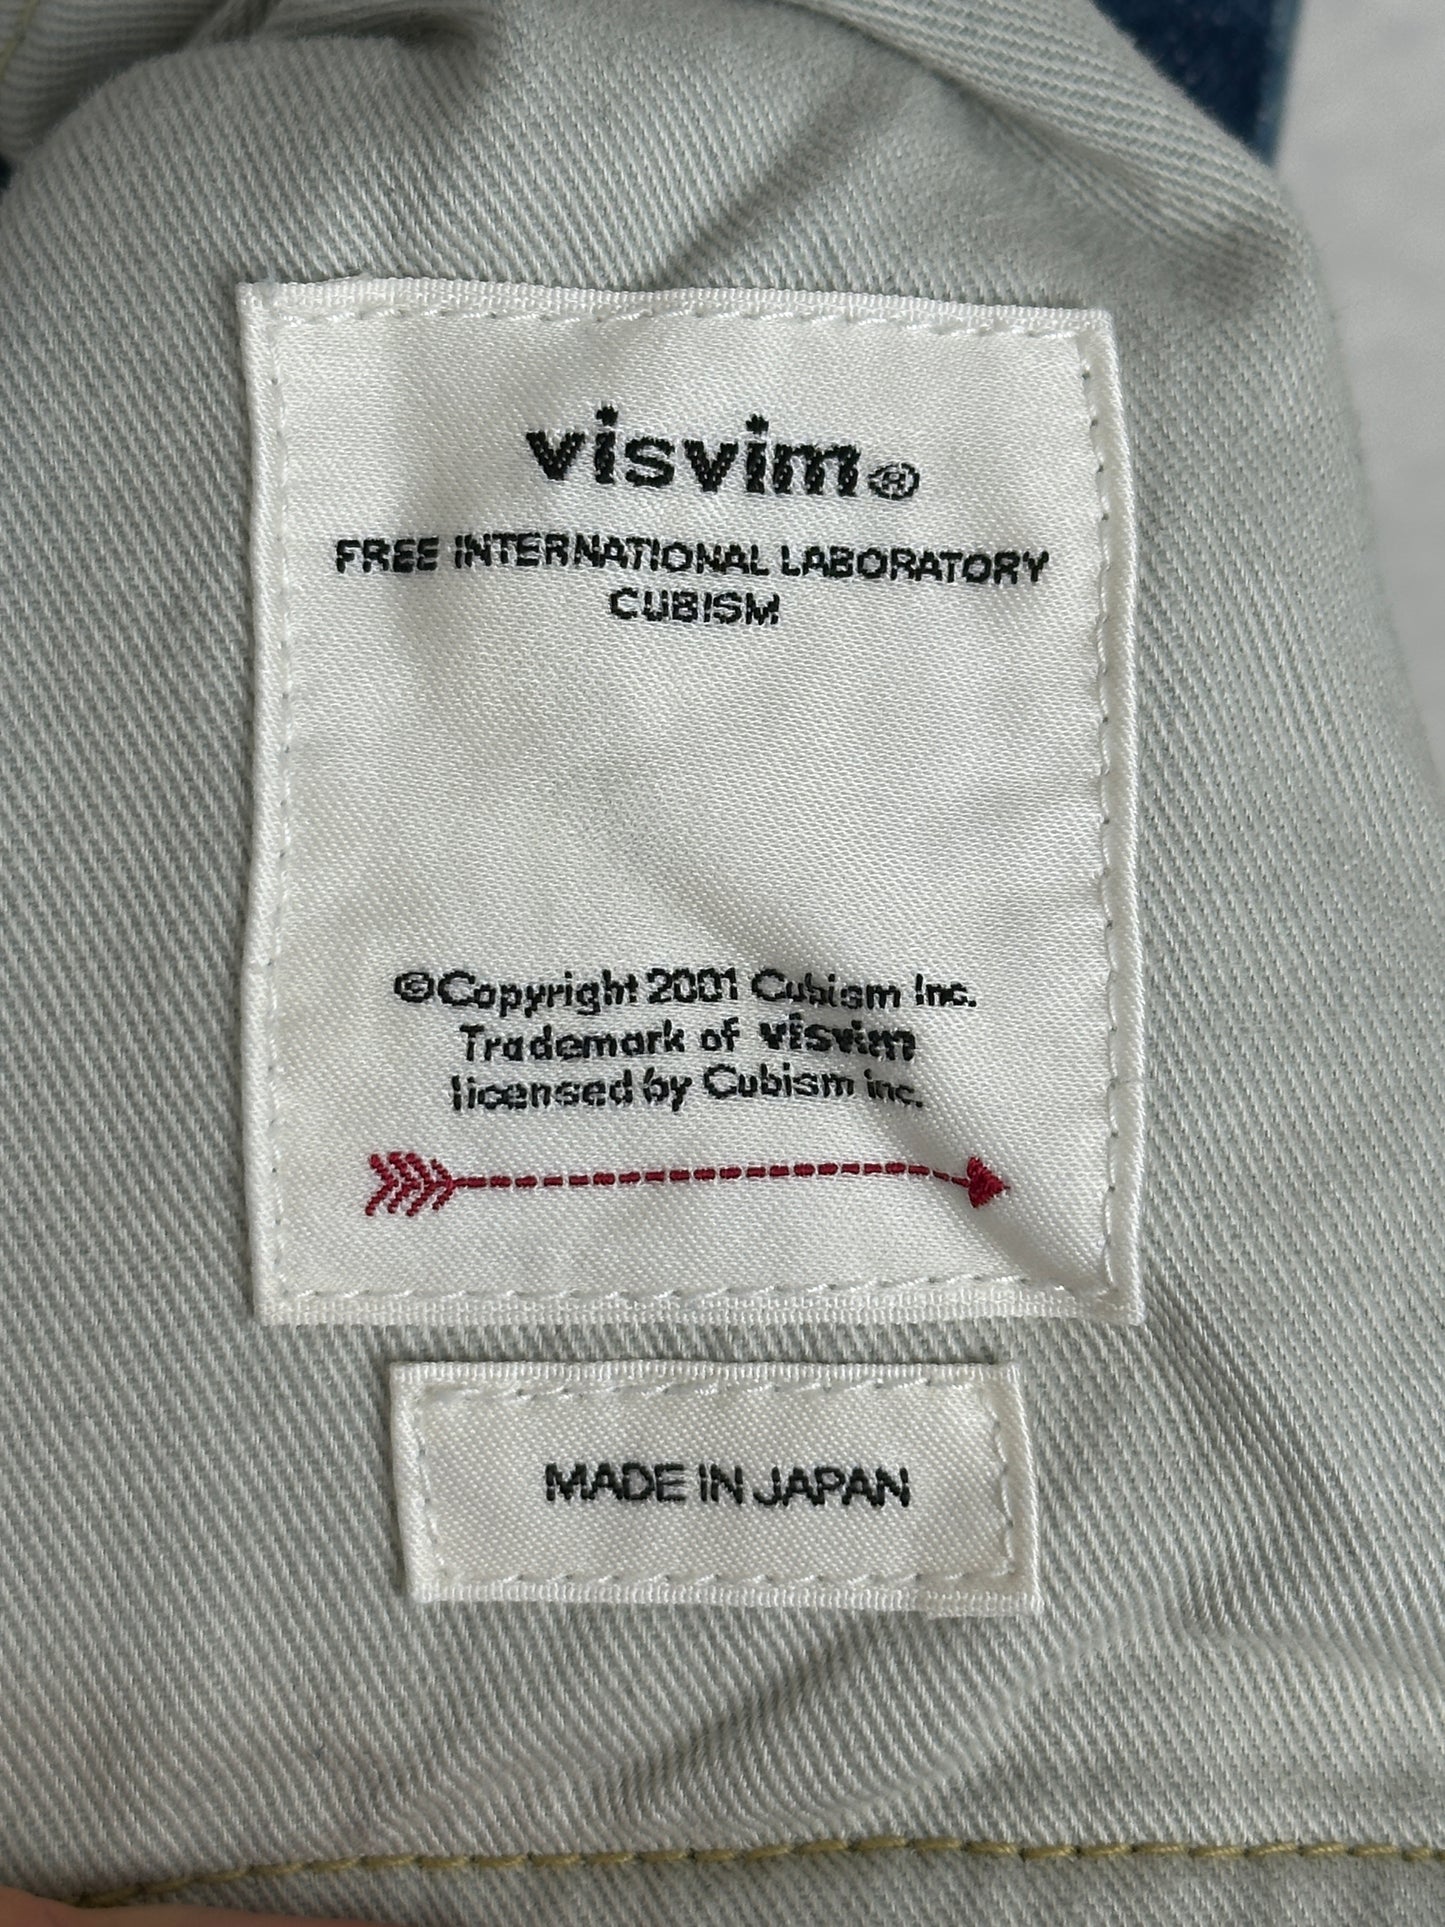 visvim®
FREE INTERNATIONAL LABORATORY
CUBISM
©Copyright 2001 Cubism Inc.
Trademark of visvim
licensed by Cubism inc.
MADE IN JAPAN